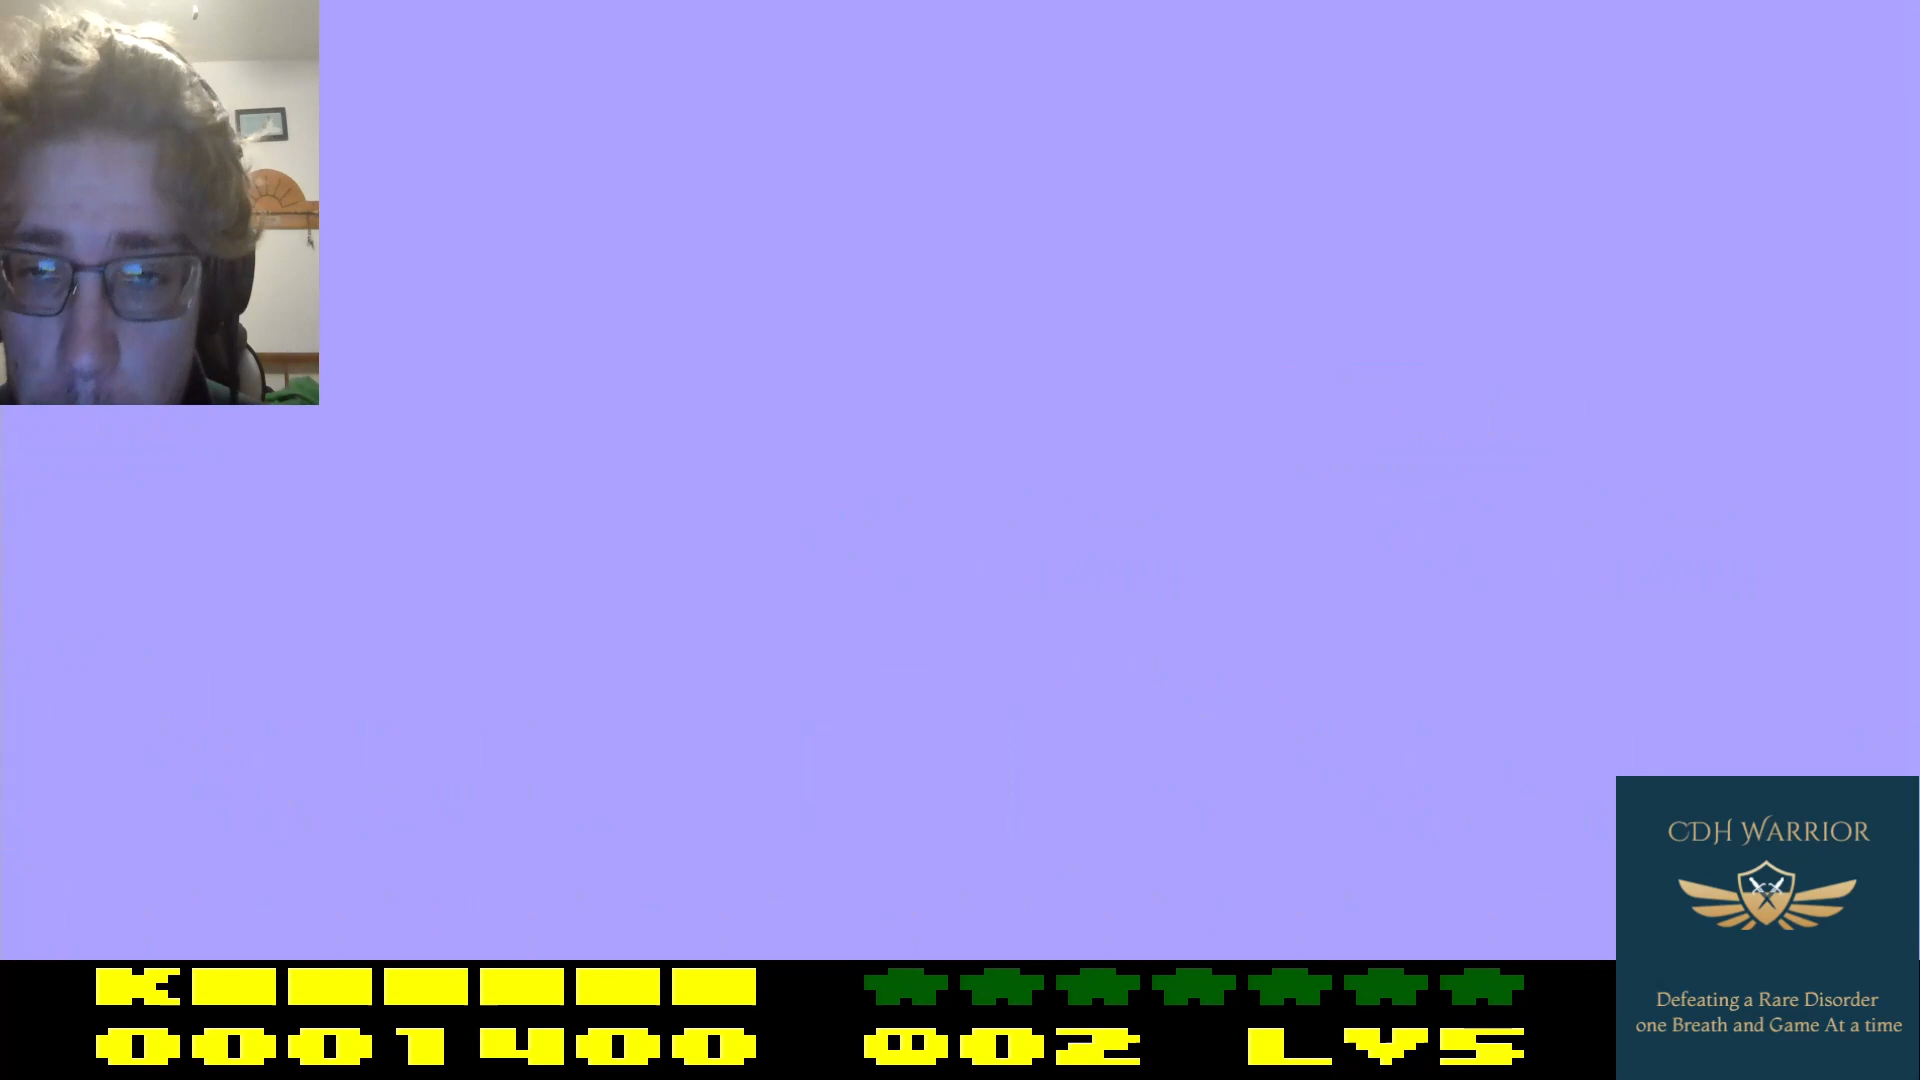 CDH WARRIOR
Defeating a Rare Disorder
one Breath and Game At a time
K
0001400 002 LV5